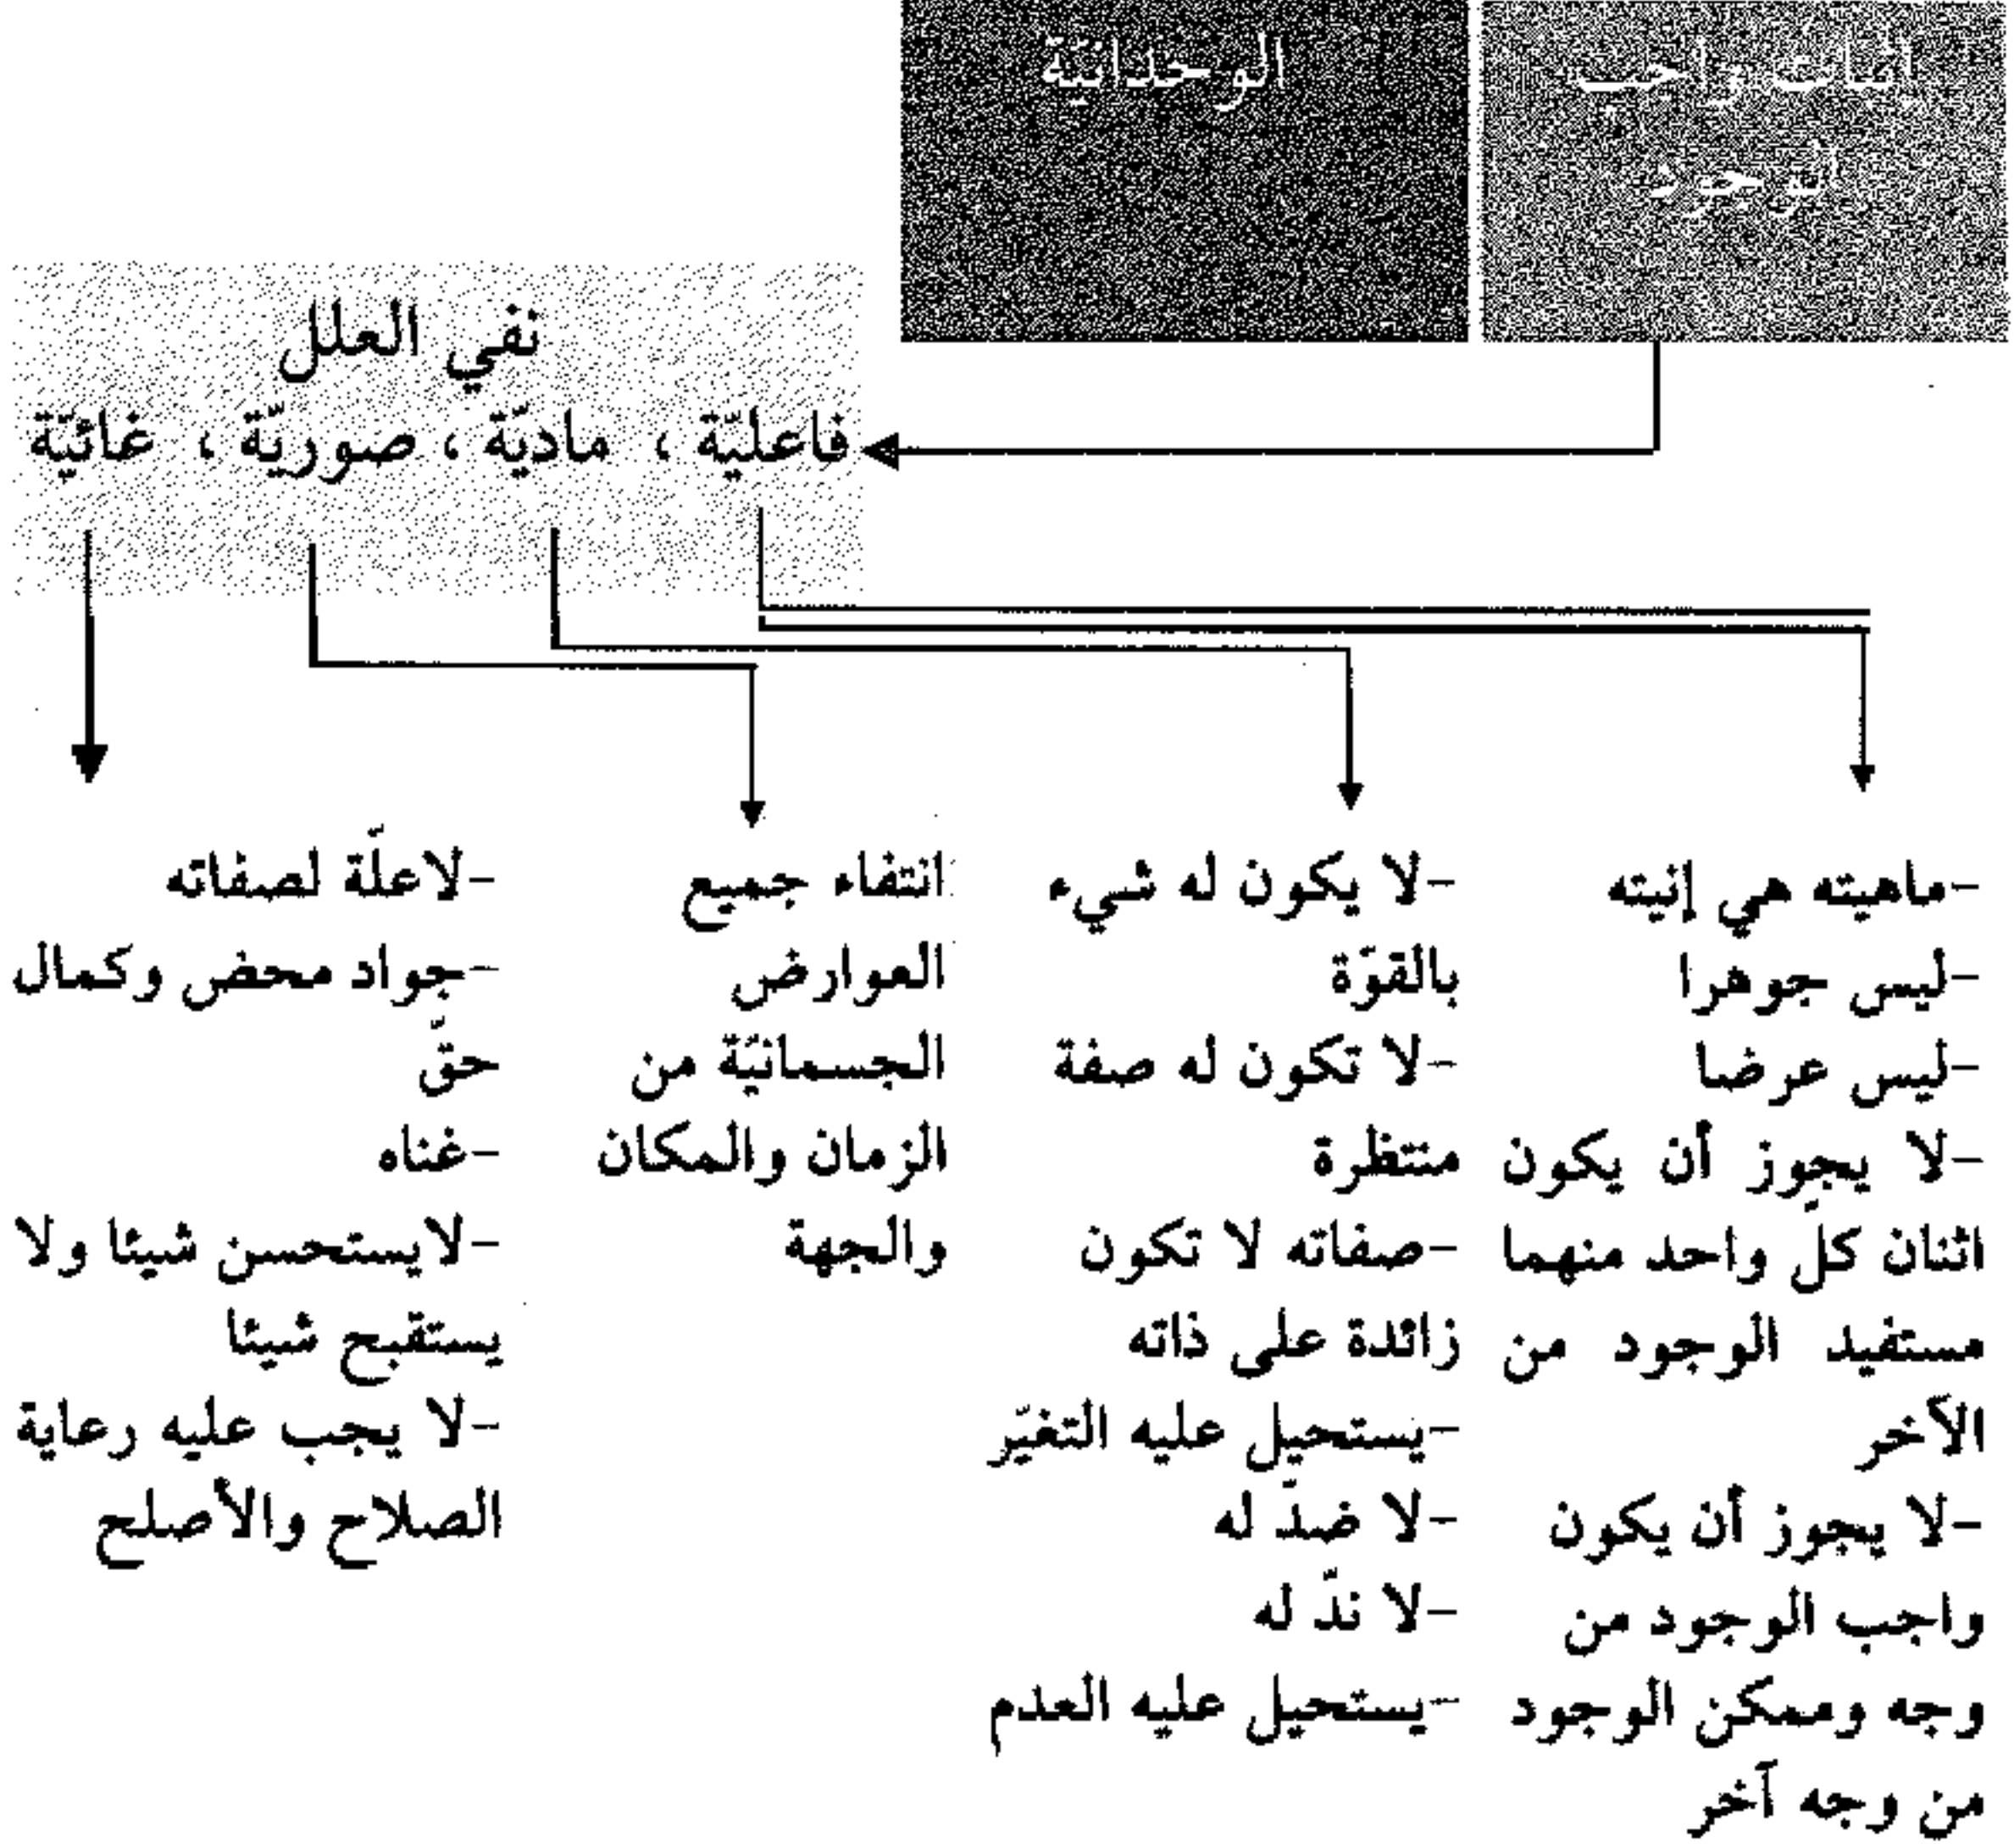 إثبات واجب
الوجود
الوحدانيّة
نفي العلل
فاعليّة ، ماديّة ، صوريّة ، غائيّة
-ماهيته هي إنيته
-ليس جوهرا
-ليس عرضا
-لا يجوز أن يكون
اثنان كلّ واحد منهما
مستفيد الوجود من
الآخر
-لا يجوز أن يكون
واجب الوجود من
وجه وممكن الوجود
من وجه آخر
-لا يكون له شيء
بالقوّة
-لا تكون له صفة
منتظرة
-صفاته لا تكون
زائدة على ذاته
-يستحيل عليه التغيّر
-لا ضدّ له
-لا ندّ له
-يستحيل عليه العدم
انتفاء جميع
العوارض
الجسمانيّة من
الزمان والمكان
والجهة
-لاعلّة لصفاته
-جواد محض وكمال
حقّ
-غناه
-لايستحسن شيئا ولا
يستقبح شيئا
-لا يجب عليه رعاية
الصلاح والأصلح